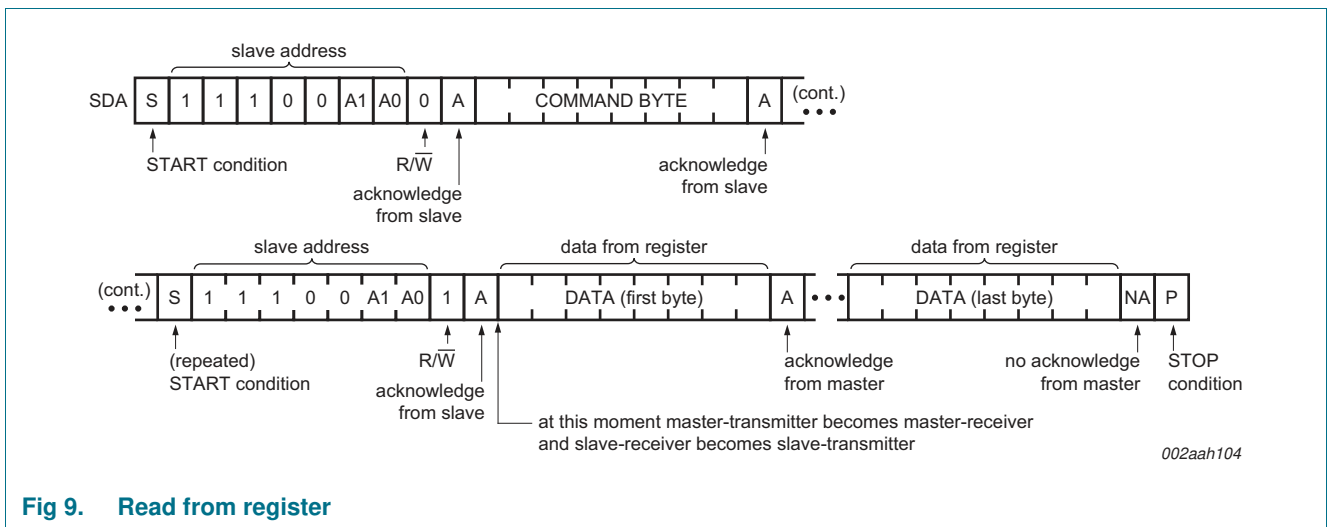 slave address
SDA S 1 1 1 0 0 A1 A0 0 A COMMAND BYTE A (cont.)
START condition R/W̅ acknowledge from slave acknowledge from slave
slave address data from register data from register
(cont.) S 1 1 1 0 0 A1 A0 1 A DATA (first byte) A DATA (last byte) NA P
(repeated) START condition R/W̅ acknowledge from slave acknowledge from master no acknowledge from master STOP condition
at this moment master-transmitter becomes master-receiver
and slave-receiver becomes slave-transmitter
002aah104
Fig 9. Read from register